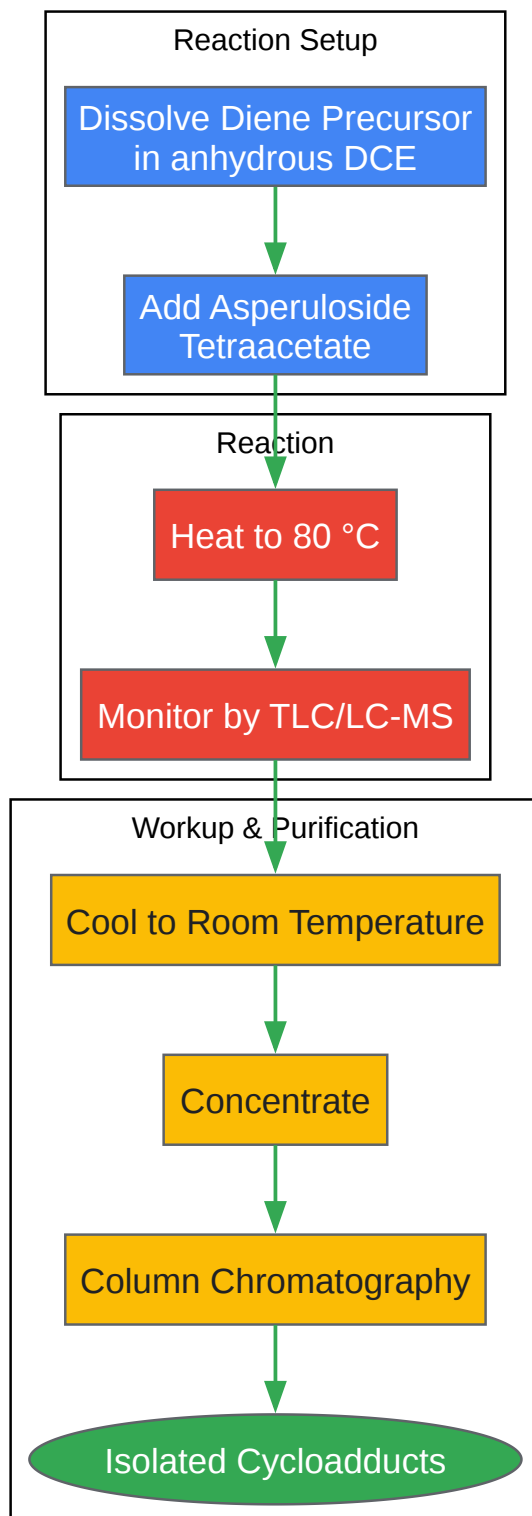 Reaction Setup
Dissolve Diene Precursor
in anhydrous DCE
Add Asperuloside
Tetraacetate
Reaction
Heat to 80 °C
Monitor by TLC/LC-MS
Workup & Purification
Cool to Room Temperature
Concentrate
Column Chromatography
Isolated Cycloadducts